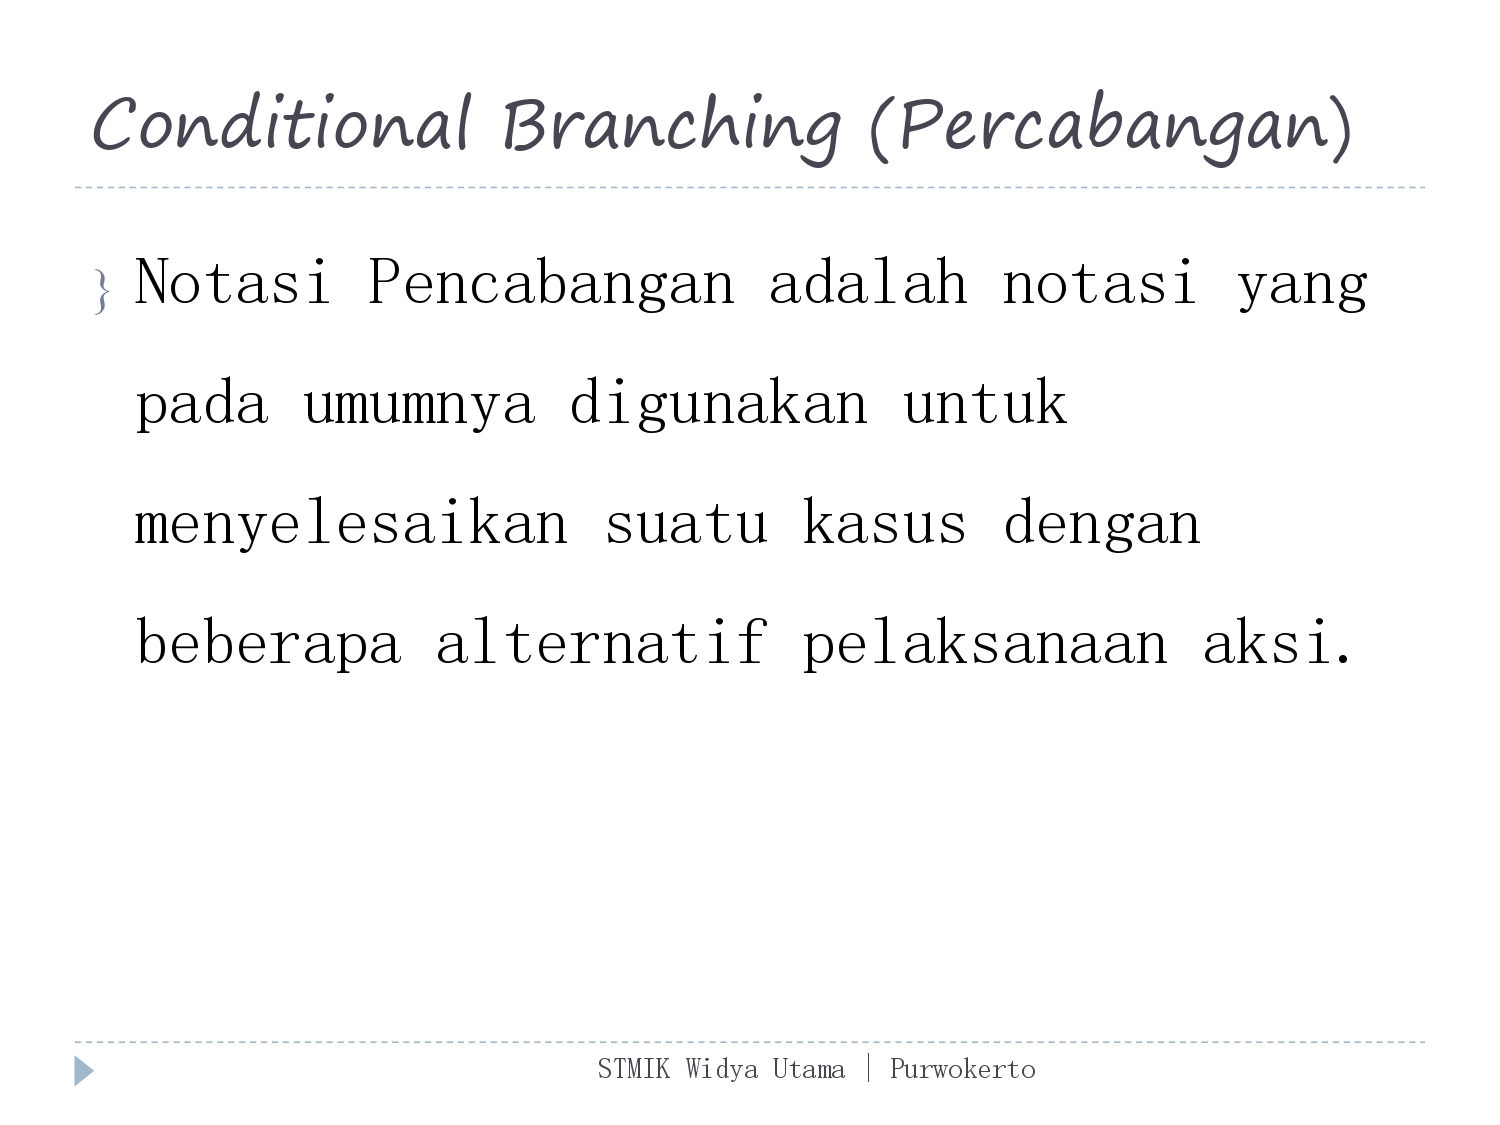 Conditional Branching (Percabangan)
} Notasi Pencabangan adalah notasi yang
pada umumnya digunakan untuk
menyelesaikan suatu kasus dengan
beberapa alternatif pelaksanaan aksi.
STMIK Widya Utama | Purwokerto